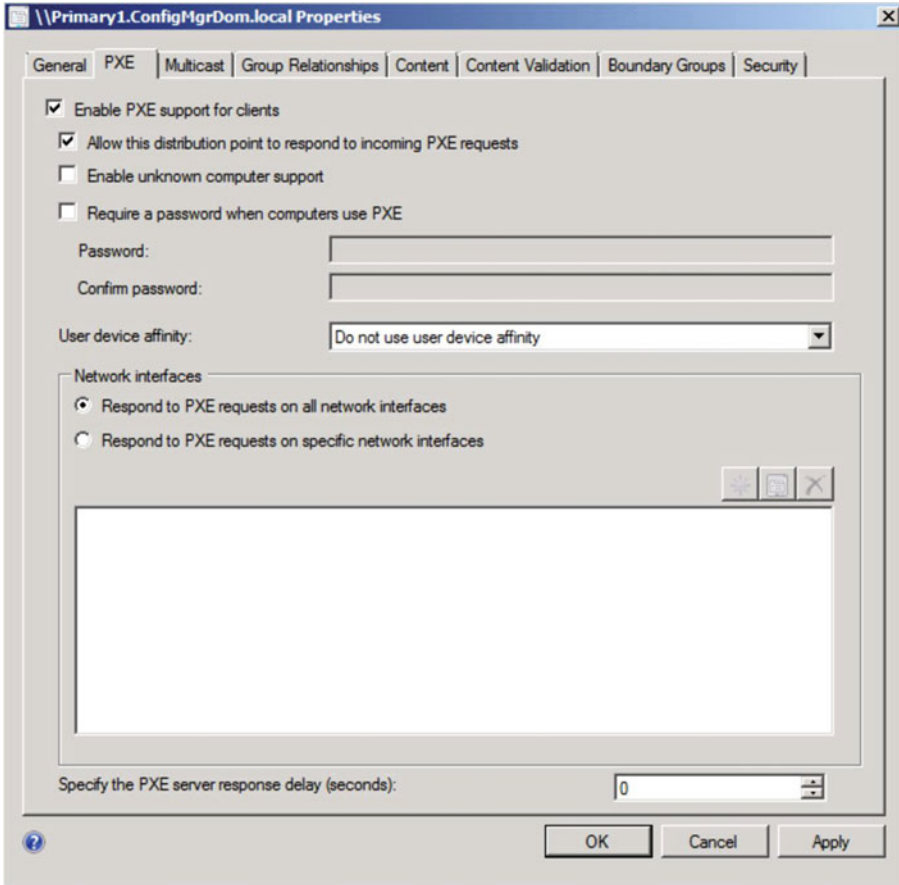 \\Primary1.ConfigMgrDom.local Properties
General PXE Multicast Group Relationships Content Content Validation Boundary Groups Security
Enable PXE support for clients
Allow this distribution point to respond to incoming PXE requests
Enable unknown computer support
Require a password when computers use PXE
Password:
Confirm password:
User device affinity: Do not use user device affinity
Network interfaces
Respond to PXE requests on all network interfaces
Respond to PXE requests on specific network interfaces
Specify the PXE server response delay (seconds): 0
OK Cancel Apply